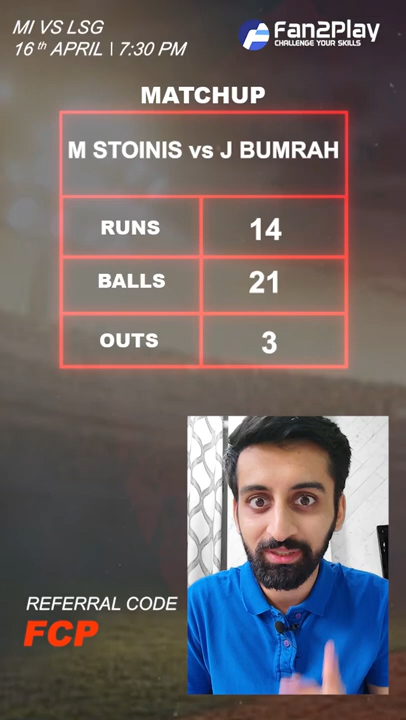 MI VS LSG
16th APRIL | 7:30 PM
Fan2Play
CHALLENGE YOUR SKILLS
MATCHUP
M STOINIS vs J BUMRAH
RUNS 14
BALLS 21
OUTS 3
REFERRAL CODE
FCP